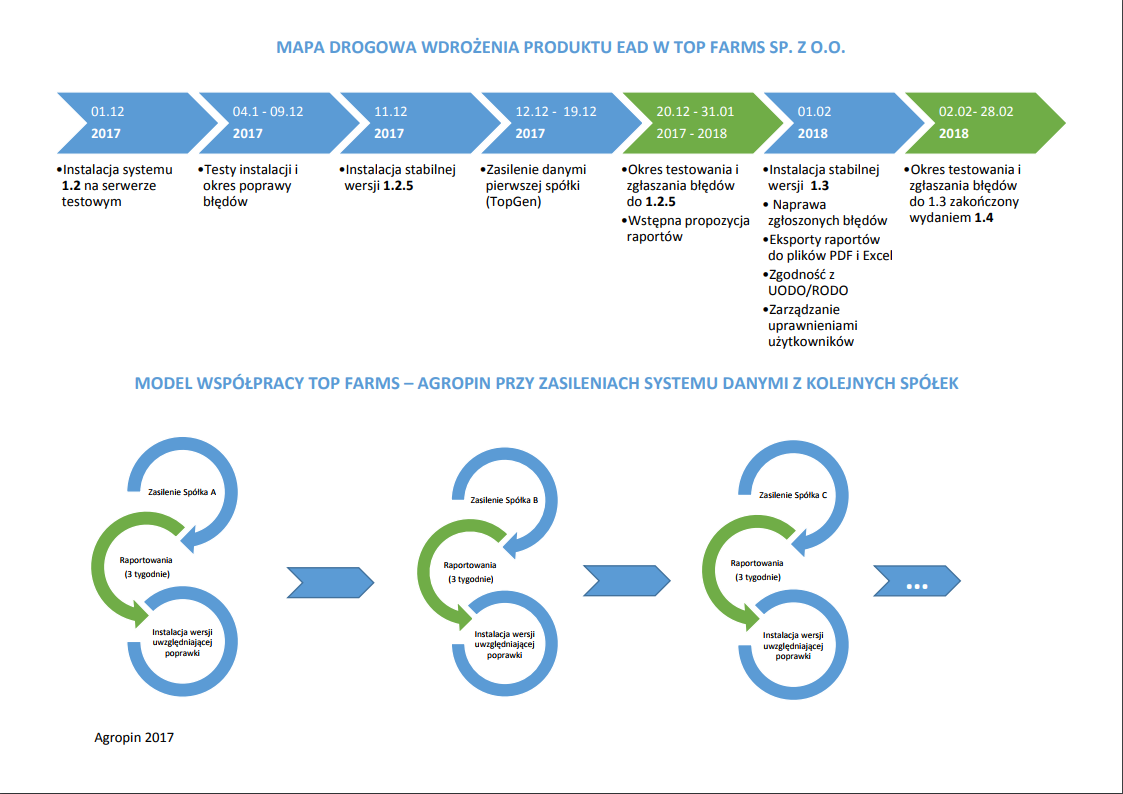 MAPA DROGOWA WDROŻENIA PRODUKTU EAD W TOP FARMS SP. Z O.O.
01.12
2017
•Instalacja systemu
1.2 na serwerze
testowym
04.1 - 09.12
2017
•Testy instalacji i
okres poprawy
błędów
11.12
2017
•Instalacja stabilnej
wersji 1.2.5
12.12 - 19.12
2017
•Zasilenie danymi
pierwszej spółki
(TopGen)
20.12 - 31.01
2017 - 2018
•Okres testowania i
zgłaszania błędów
do 1.2.5
•Wstępna propozycja
raportów
01.02
2018
•Instalacja stabilnej
wersji 1.3
• Naprawa
zgłoszonych błędów
•Eksporty raportów
do plików PDF i Excel
•Zgodność z
UODO/RODO
•Zarządzanie
uprawnieniami
użytkowników
02.02- 28.02
2018
•Okres testowania i
zgłaszania błędów
do 1.3 zakończony
wydaniem 1.4
MODEL WSPÓŁPRACY TOP FARMS – AGROPIN PRZY ZASILENIACH SYSTEMU DANYMI Z KOLEJNYCH SPÓŁEK
Zasilenie Spółka A
Raportowania
(3 tygodnie)
Instalacja wersji
uwzględniającej
poprawki
Zasilenie Spółka B
Raportowania
(3 tygodnie)
Instalacja wersji
uwzględniającej
poprawki
Zasilenie Spółka C
Raportowania
(3 tygodnie)
Instalacja wersji
uwzględniającej
poprawki
...
Agropin 2017